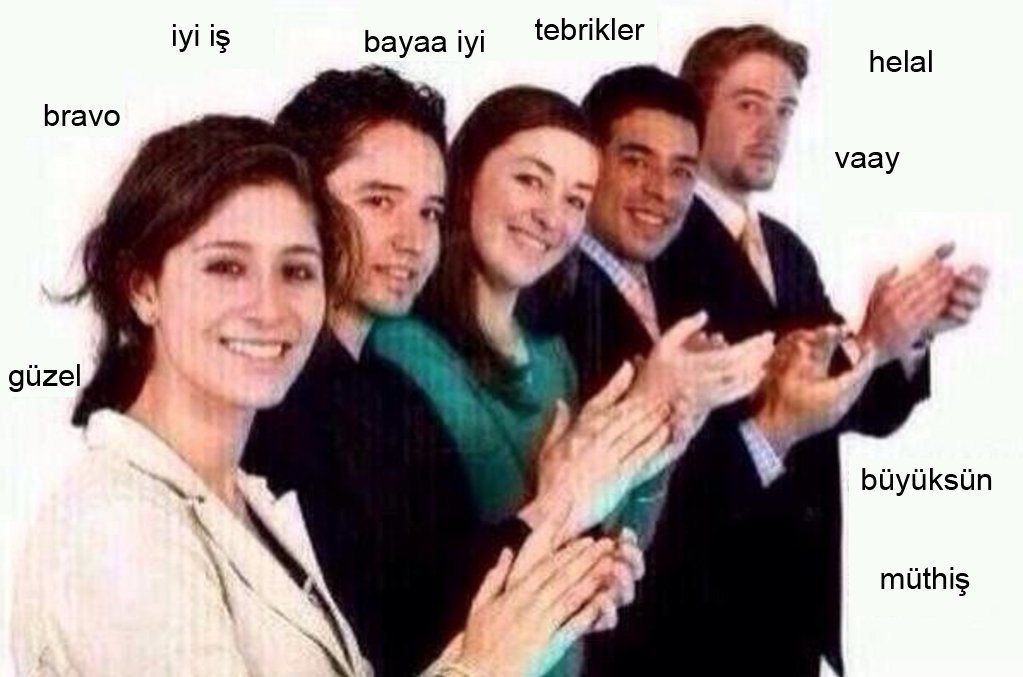 iyi iş
bayaa iyi
tebrikler
helal
bravo
vaay
güzel
büyüksün
müthiş